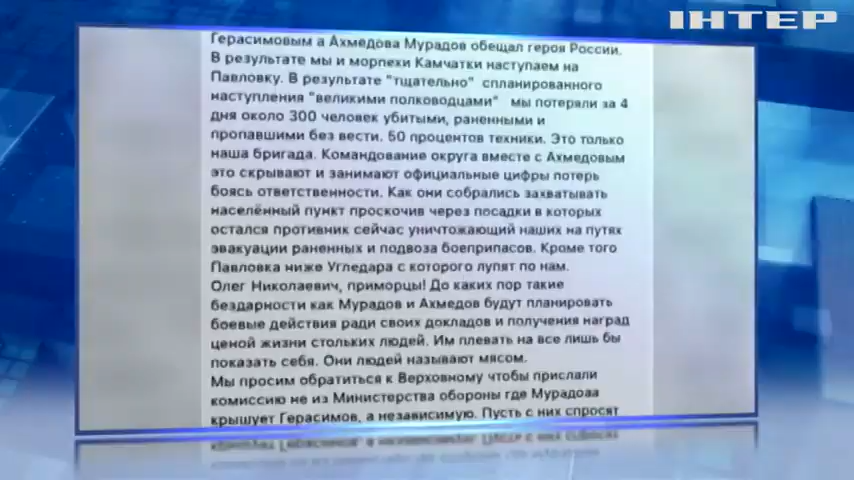 ІНТЕР
Герасимовым а Ахмедова Мурадов обещал героя России.
В результате мы и морпехи Камчатки наступаем на
Павловку. В результате "тщательно" спланированного
наступления "великими полководцами" мы потеряли за 4
дня около 300 человек убитыми, раненными и
пропавшими без вести. 50 процентов техники. Это только
наша бригада. Командование округа вместе с Ахмедовым
это скрывают и занимают официальные цифры потерь
боясь ответственности. Как они собрались захватывать
населённый пункт проскочив через посадки в которых
остался противник сейчас уничтожающий наших на путях
эвакуации раненных и подвоза боеприпасов. Кроме того
Павловка ниже Угледара с которого лупят по нам.
Олег Николаевич, приморцы! До каких пор такие
бездарности как Мурадов и Ахмедов будут планировать
боевые действия ради своих докладов и получения наград
ценой жизни стольких людей. Им плевать на все лишь бы
показать себя. Они людей называют мясом.
Мы просим обратиться к Верховному чтобы прислали
комиссию не из Министерства обороны где Мурадова
крышует Герасимов, а независимую. Пусть с них спросят